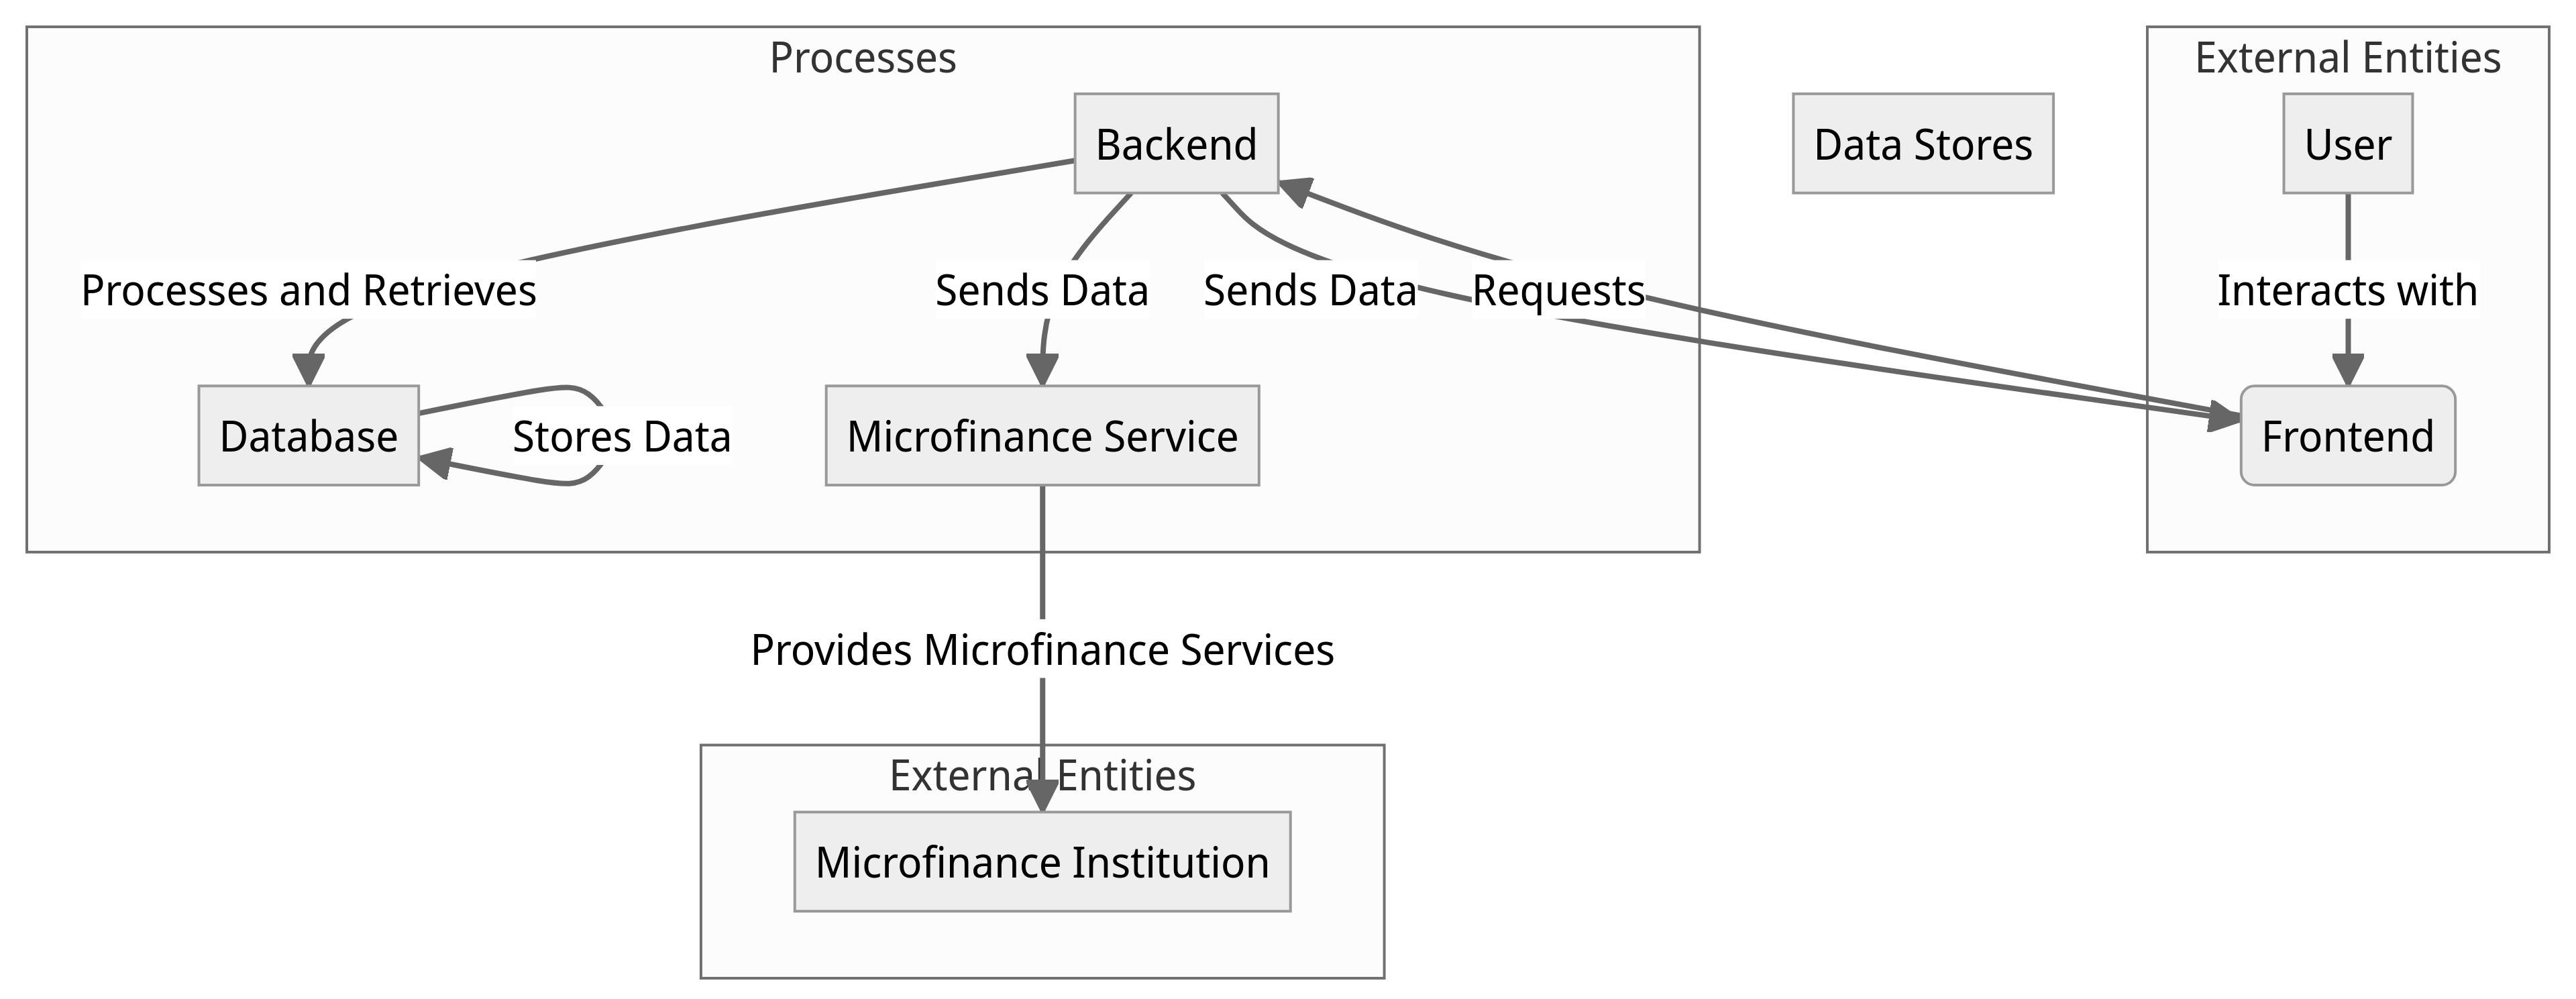 Processes
External Entities
Backend
Data Stores
User
Processes and Retrieves
Sends Data
Sends Data
Requests
Interacts with
Database
Stores Data
Microfinance Service
Frontend
Provides Microfinance Services
External Entities
Microfinance Institution